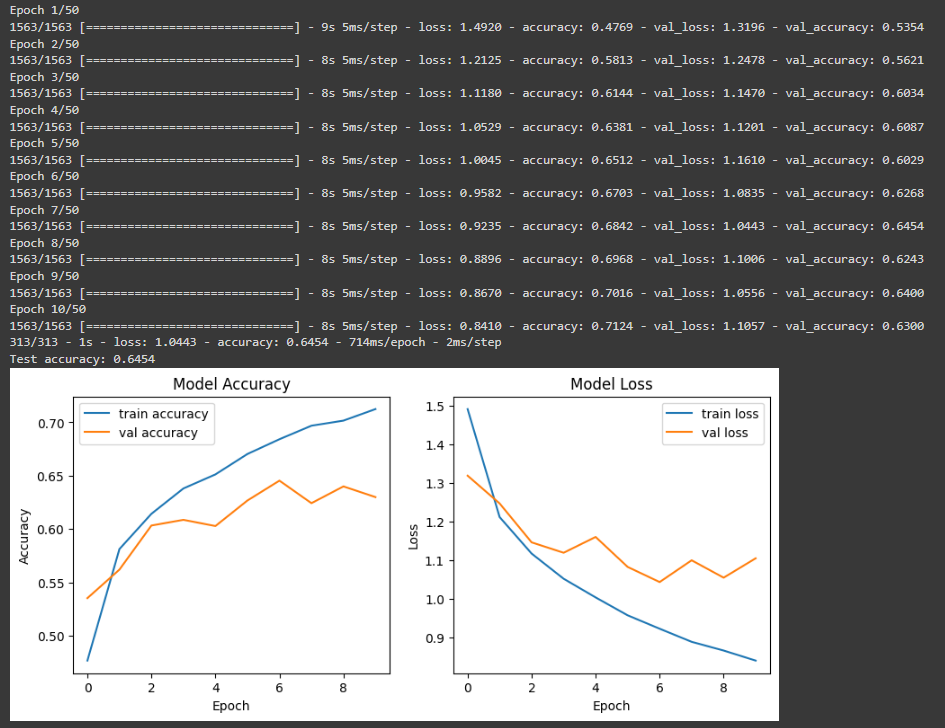 Epoch 1/50
1563/1563 [==============================] - 9s 5ms/step - loss: 1.4920 - accuracy: 0.4769 - val_loss: 1.3196 - val_accuracy: 0.5354
Epoch 2/50
1563/1563 [==============================] - 8s 5ms/step - loss: 1.2125 - accuracy: 0.5813 - val_loss: 1.2478 - val_accuracy: 0.5621
Epoch 3/50
1563/1563 [==============================] - 8s 5ms/step - loss: 1.1180 - accuracy: 0.6144 - val_loss: 1.1470 - val_accuracy: 0.6034
Epoch 4/50
1563/1563 [==============================] - 8s 5ms/step - loss: 1.0529 - accuracy: 0.6381 - val_loss: 1.1201 - val_accuracy: 0.6087
Epoch 5/50
1563/1563 [==============================] - 8s 5ms/step - loss: 1.0045 - accuracy: 0.6512 - val_loss: 1.1610 - val_accuracy: 0.6029
Epoch 6/50
1563/1563 [==============================] - 8s 5ms/step - loss: 0.9582 - accuracy: 0.6703 - val_loss: 1.0835 - val_accuracy: 0.6268
Epoch 7/50
1563/1563 [==============================] - 8s 5ms/step - loss: 0.9235 - accuracy: 0.6842 - val_loss: 1.0443 - val_accuracy: 0.6454
Epoch 8/50
1563/1563 [==============================] - 8s 5ms/step - loss: 0.8896 - accuracy: 0.6968 - val_loss: 1.1006 - val_accuracy: 0.6243
Epoch 9/50
1563/1563 [==============================] - 8s 5ms/step - loss: 0.8670 - accuracy: 0.7016 - val_loss: 1.0556 - val_accuracy: 0.6400
Epoch 10/50
1563/1563 [==============================] - 8s 5ms/step - loss: 0.8410 - accuracy: 0.7124 - val_loss: 1.1057 - val_accuracy: 0.6300
313/313 - 1s - loss: 1.0443 - accuracy: 0.6454 - 714ms/epoch - 2ms/step
Test accuracy: 0.6454
Model Accuracy
train accuracy
val accuracy
0.70
0.65
0.60
0.55
0.50
Accuracy
0 2 4 6 8
Epoch
Model Loss
train loss
val loss
1.5
1.4
1.3
1.2
1.1
1.0
0.9
Loss
0 2 4 6 8
Epoch